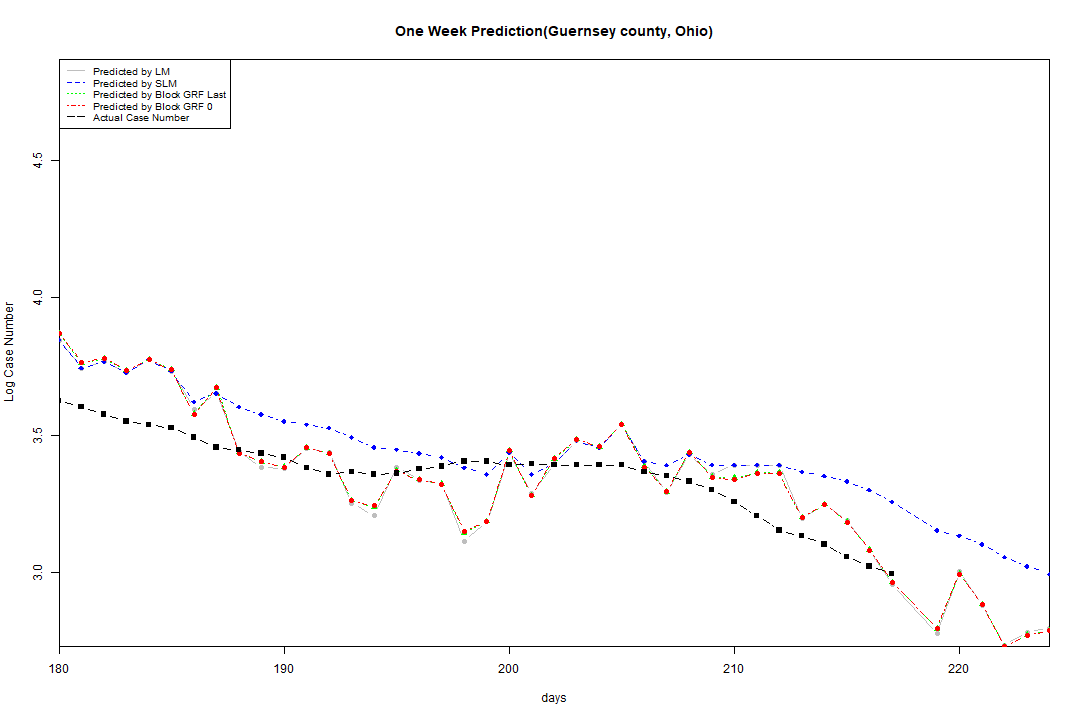 One Week Prediction(Guernsey county, Ohio)
Predicted by LM
Predicted by SLM
Predicted by Block GRF Last
Predicted by Block GRF 0
Actual Case Number
4.5
4.0
3.5
3.0
Log Case Number
180 190 200 210 220
days